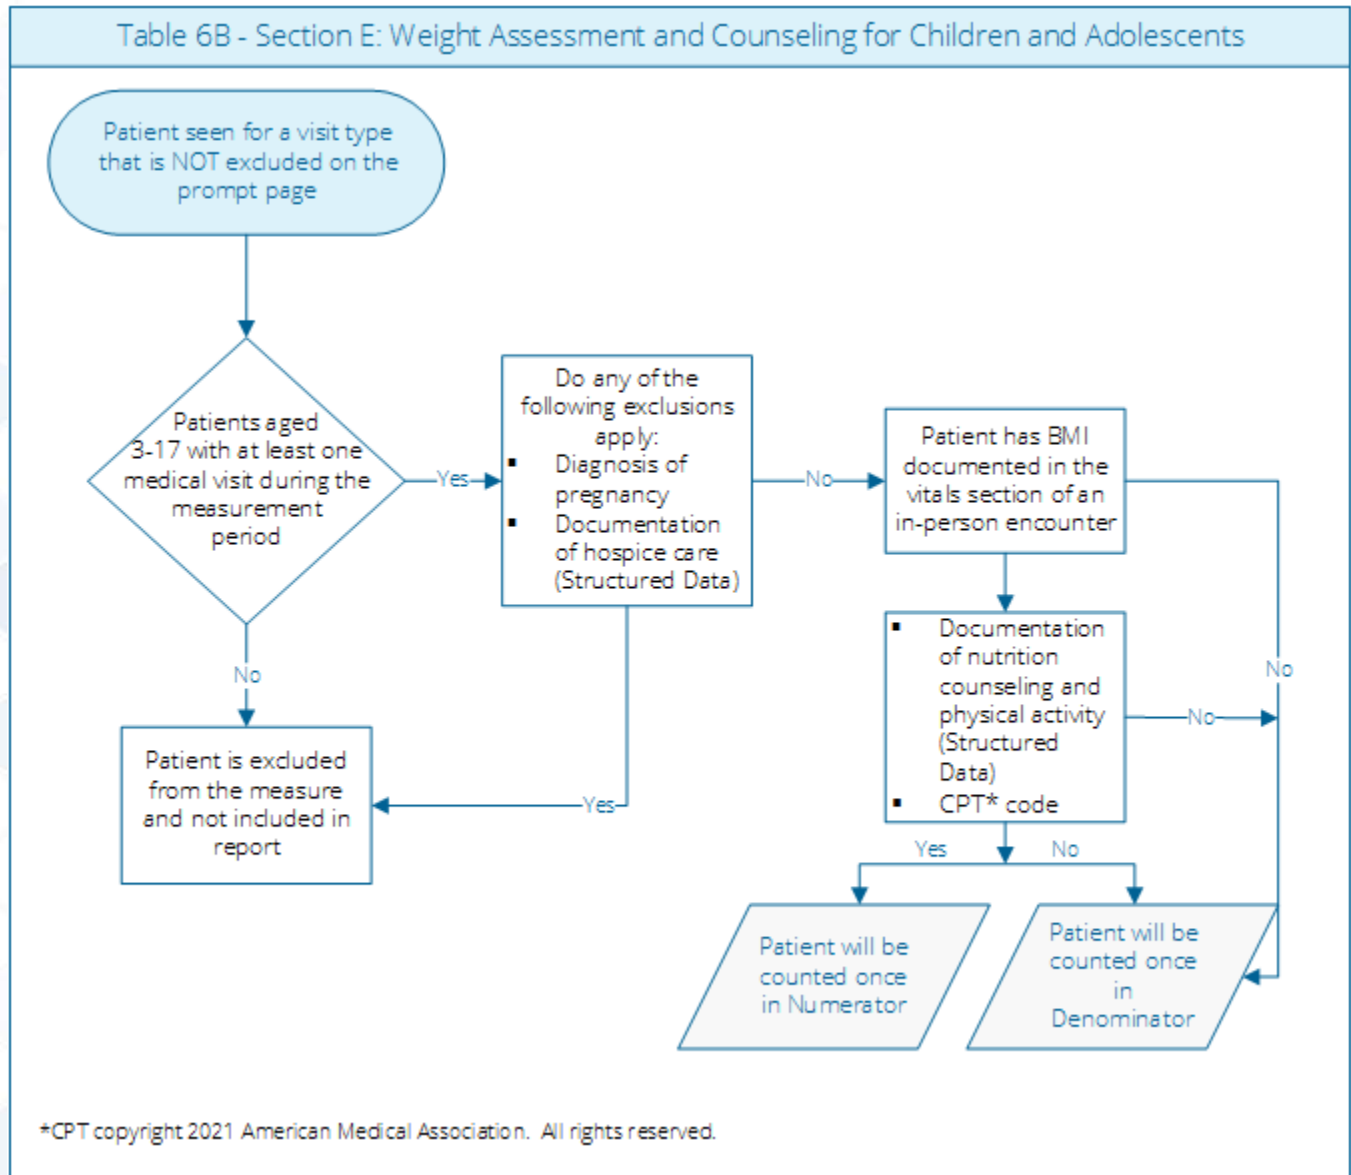 Table 6B - Section E: Weight Assessment and Counseling for Children and Adolescents
Patient seen for a visit type
that is NOT excluded on the
prompt page
Patients aged
3-17 with at least one
medical visit during the
measurement
period
Yes
Do any of the
following exclusions
apply:
▪ Diagnosis of
pregnancy
▪ Documentation
of hospice care
(Structured Data)
No
Patient has BMI
documented in the
vitals section of an
in-person encounter
No
No
Patient is excluded
from the measure
and not included in
report
Yes
▪ Documentation
of nutrition
counseling and
physical activity
(Structured
Data)
▪ CPT* code
No
Yes
No
Patient will be
counted once
in Numerator
Patient will be
counted once
in
Denominator
*CPT copyright 2021 American Medical Association. All rights reserved.